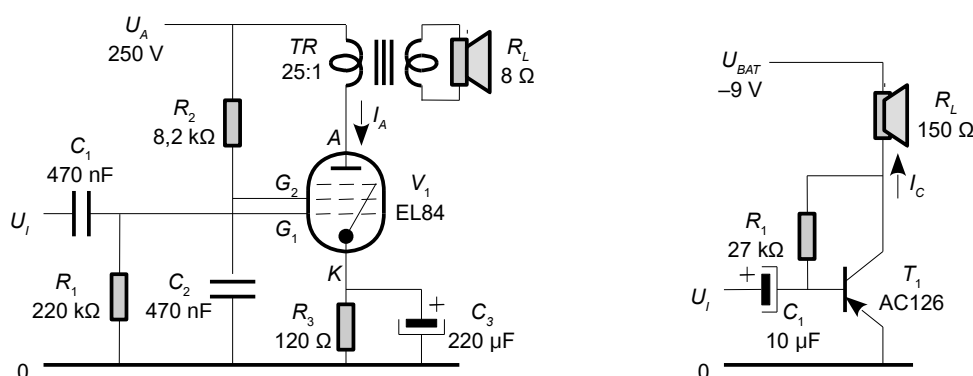 U_A
250 V
TR
25:1
R_L
8 Ω
R_2
8,2 kΩ
I_A
A
C_1
470 nF
G_2
V_1
EL84
G_1
U_I
K
R_1
220 kΩ
C_2
470 nF
R_3
120 Ω
+
C_3
220 µF
0
U_BAT
–9 V
R_L
150 Ω
I_C
R_1
27 kΩ
+
T_1
AC126
U_I
C_1
10 µF
0